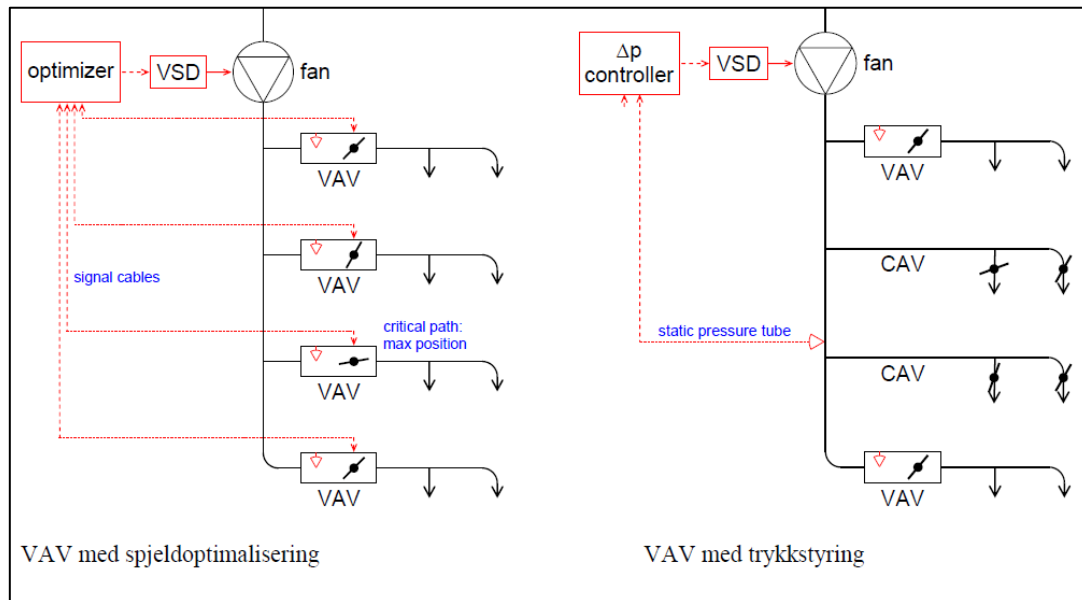 optimizer
VSD
fan
VAV
VAV
signal cables
critical path:
max position
VAV
VAV
VAV med spjeldoptimalisering
Δp
controller
VSD
fan
VAV
CAV
static pressure tube
CAV
VAV
VAV med trykkstyring